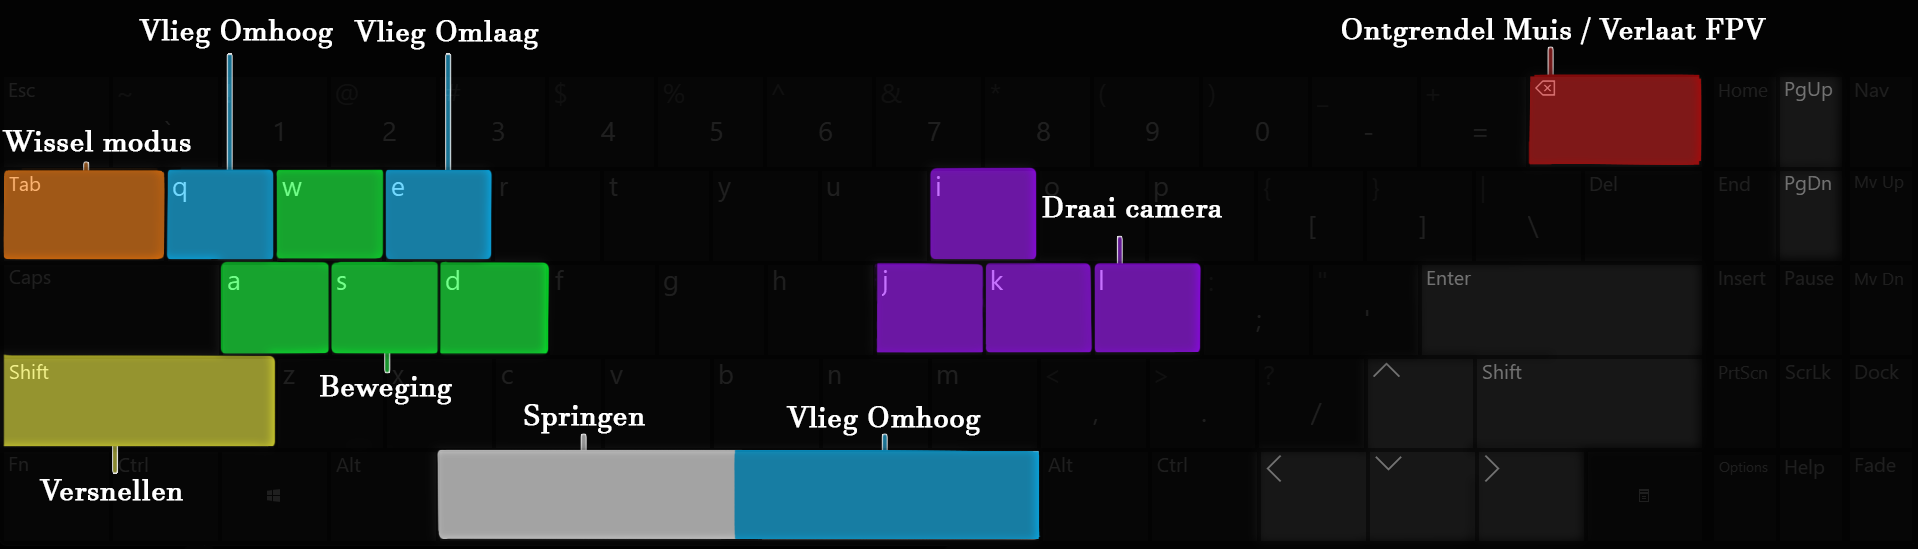 Vlieg Omhoog Vlieg Omlaag Ontgrendel Muis / Verlaat FPV
Esc ~ ` 1 @ 2 # 3 $ 4 % 5 ^ 6 & 7 * 8 ( 9 ) 0 _ - + = Home PgUp Nav
Wissel modus
Tab q w e r t y u i o p { [ } ] | \ Del End PgDn Mv Up
Draai camera
Caps a s d f g h j k l : ; " ' Enter Insert Pause Mv Dn
Shift z x c v b n m < , > . ? / Shift PrtScn ScrLk Dock
Beweging
Springen Vlieg Omhoog
Fn Ctrl Alt Alt Ctrl Options Help Fade
Versnellen